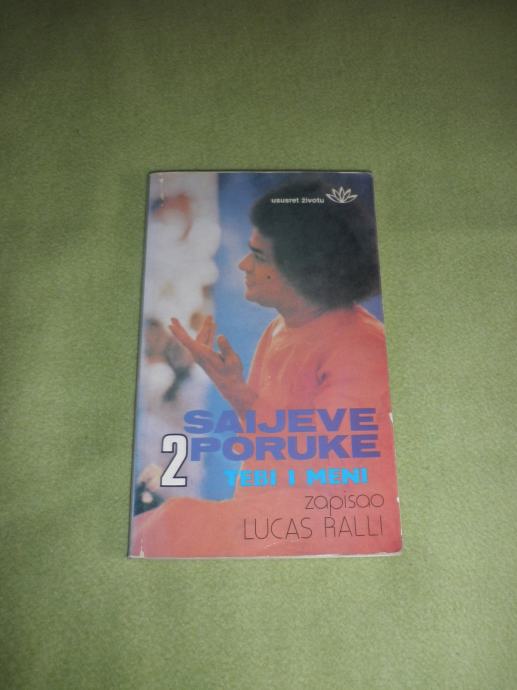 ususret životu
SAIJEVE
2 PORUKE
TEBI I MENI
zapisao
LUCAS RALLI